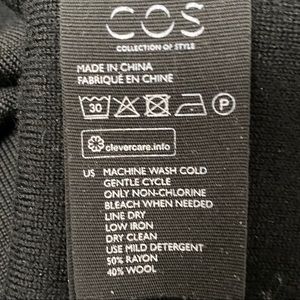 COS
COLLECTION OF STYLE
MADE IN CHINA
FABRIQUÉ EN CHINE
30 P
clevercare.info
US MACHINE WASH COLD
GENTLE CYCLE
ONLY NON-CHLORINE
BLEACH WHEN NEEDED
LINE DRY
LOW IRON
DRY CLEAN
USE MILD DETERGENT
50% RAYON
40% WOOL